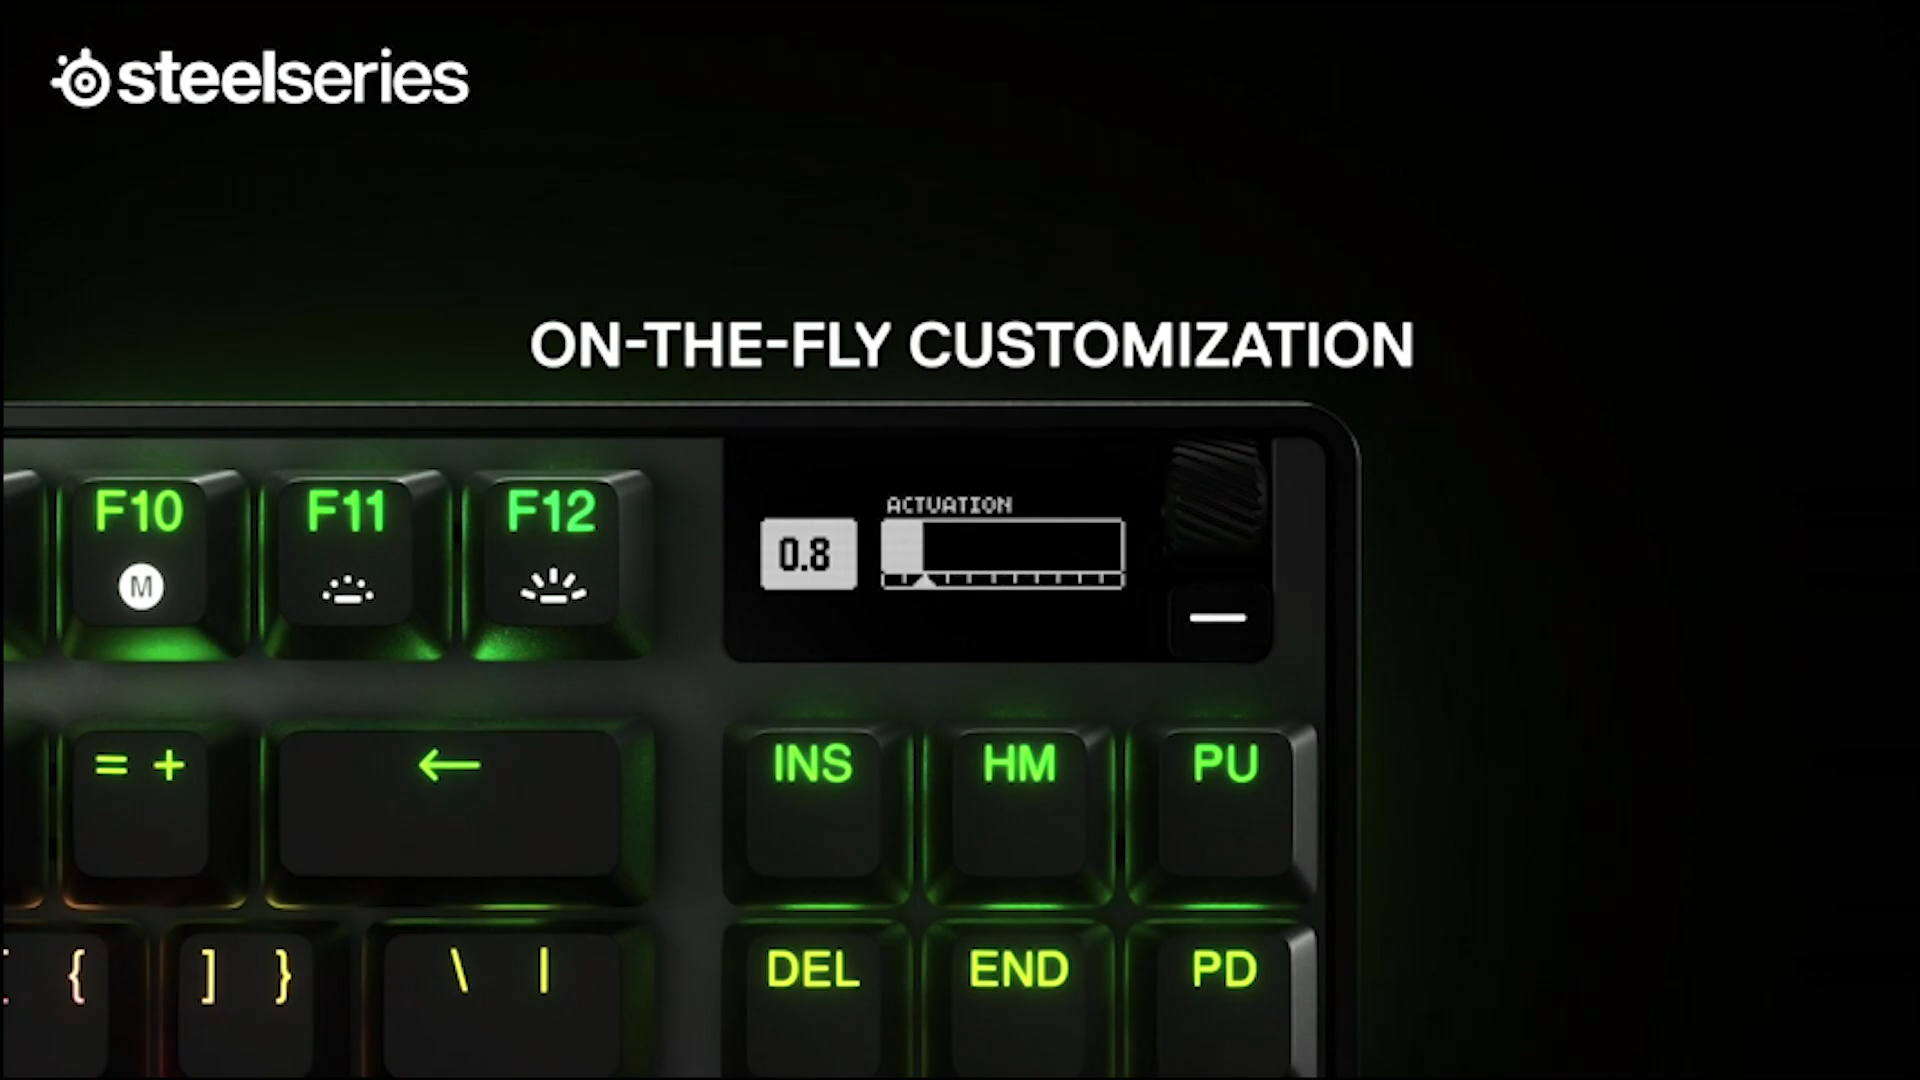 steelseries
ON-THE-FLY CUSTOMIZATION
F10 F11 F12
M
ACTUATION
0.8
= + ←
INS HM PU
{ ] } \ |
DEL END PD